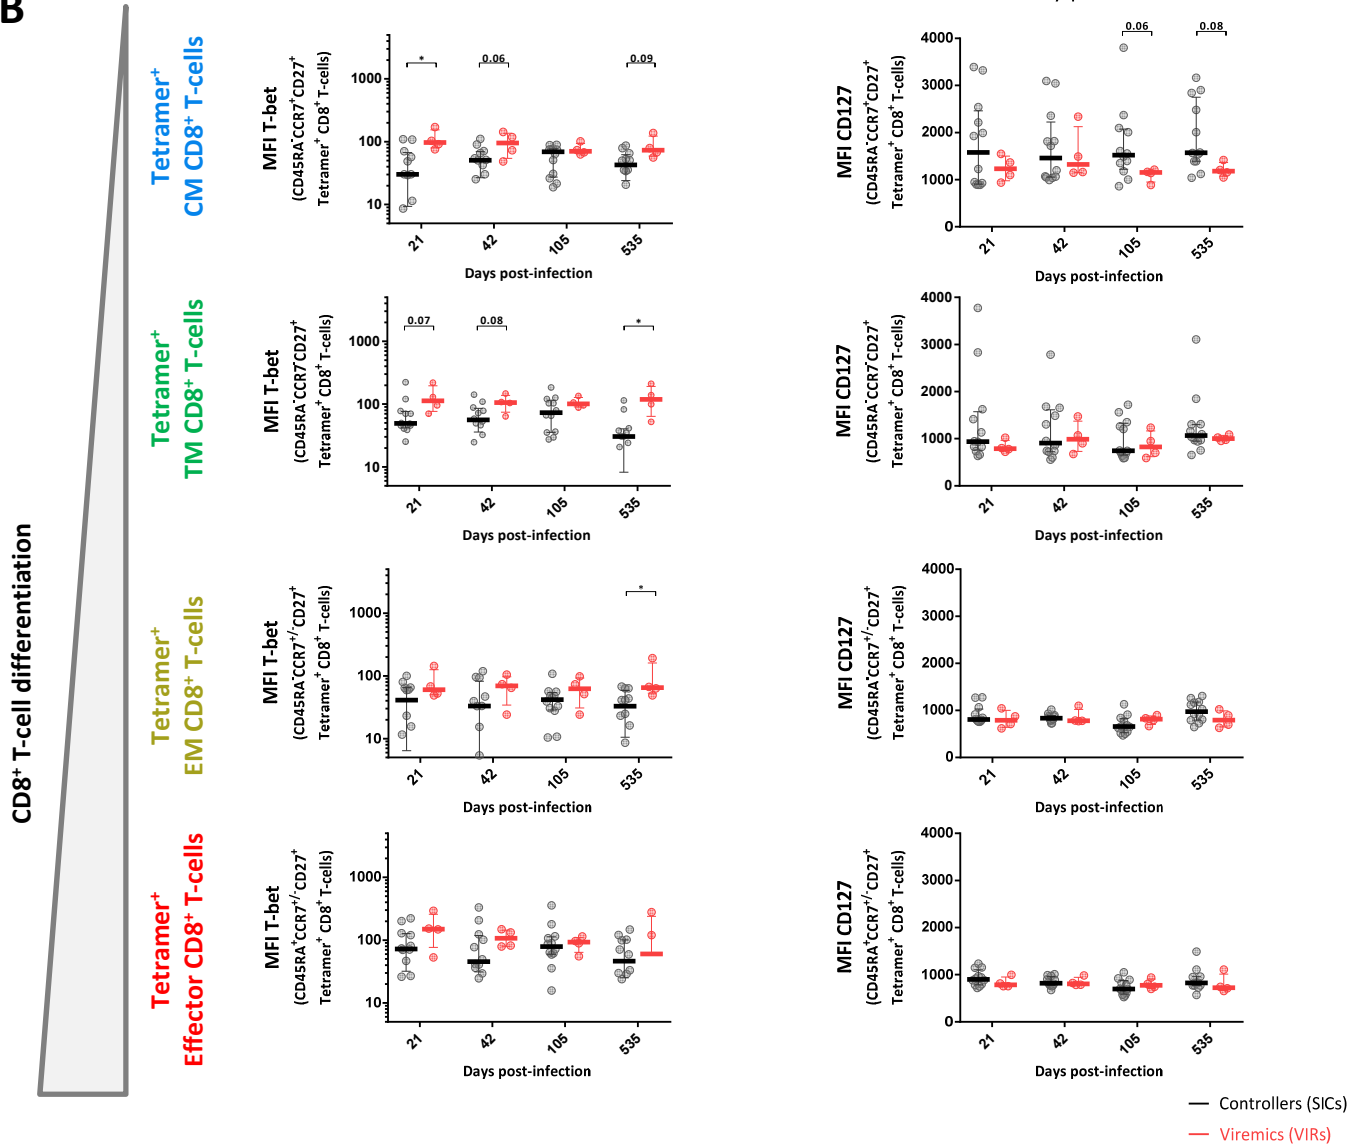 B
CD8+ T-cell differentiation
Tetramer+
CM CD8+ T-cells
MFI T-bet
(CD45RA-CCR7+CD27+
Tetramer+ CD8+ T-cells)
1000
100
10
*
0.06
0.09
21
42
105
535
Days post-infection
MFI CD127
(CD45RA-CCR7+CD27+
Tetramer+ CD8+ T-cells)
4000
3000
2000
1000
0
0.06
0.08
21
42
105
535
Days post-infection
Tetramer+
TM CD8+ T-cells
MFI T-bet
(CD45RA-CCR7-CD27+
Tetramer+ CD8+ T-cells)
1000
100
10
0.07
0.08
*
21
42
105
535
Days post-infection
MFI CD127
(CD45RA-CCR7-CD27+
Tetramer+ CD8+ T-cells)
4000
3000
2000
1000
0
21
42
105
535
Days post-infection
Tetramer+
EM CD8+ T-cells
MFI T-bet
(CD45RA-CCR7+/-CD27+
Tetramer+ CD8+ T-cells)
1000
100
10
*
21
42
105
535
Days post-infection
MFI CD127
(CD45RA-CCR7+/-CD27+
Tetramer+ CD8+ T-cells)
4000
3000
2000
1000
0
21
42
105
535
Days post-infection
Tetramer+
Effector CD8+ T-cells
MFI T-bet
(CD45RA+CCR7+/-CD27+
Tetramer+ CD8+ T-cells)
1000
100
10
21
42
105
535
Days post-infection
MFI CD127
(CD45RA+CCR7+/-CD27+
Tetramer+ CD8+ T-cells)
4000
3000
2000
1000
0
21
42
105
535
Days post-infection
Controllers (SICs)
Viremics (VIRs)